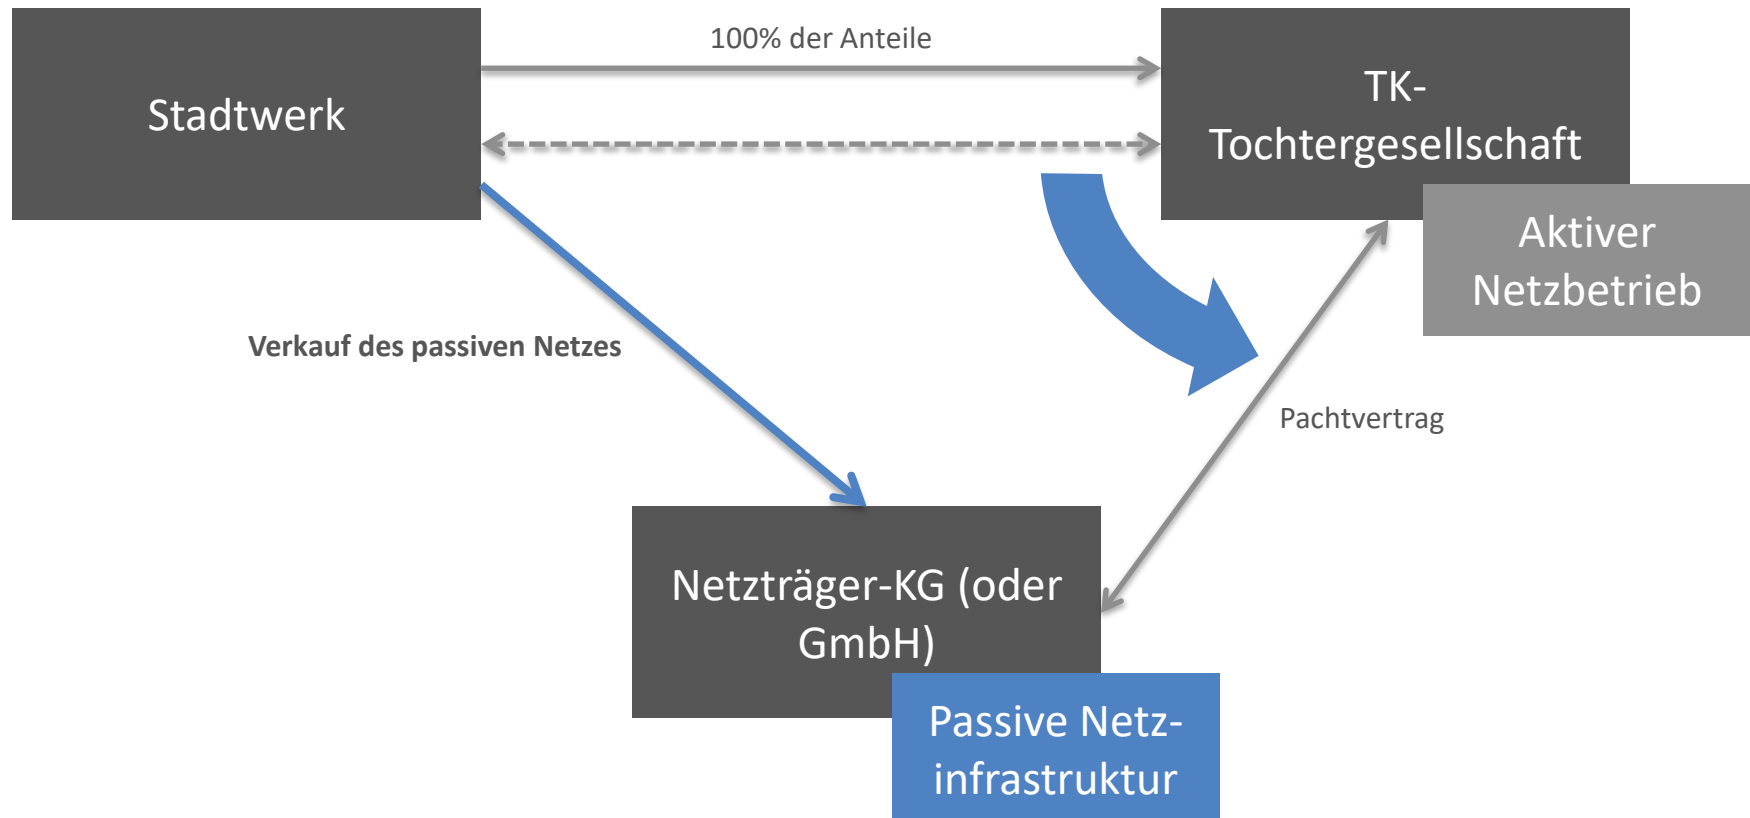 100% der Anteile
Stadtwerk
TK-
Tochtergesellschaft
Aktiver
Netzbetrieb
Verkauf des passiven Netzes
Pachtvertrag
Netzträger-KG (oder
GmbH)
Passive Netz-
infrastruktur